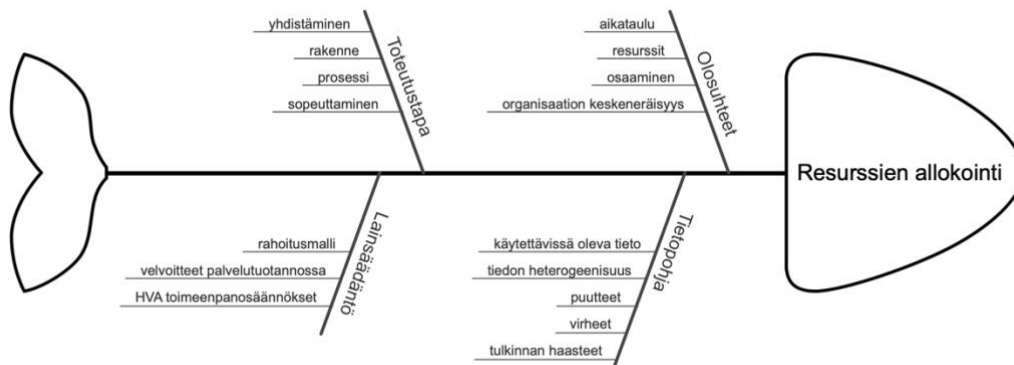 yhdistäminen
rakenne
prosessi
sopeuttaminen
Toteutustapa
aikataulu
resurssit
osaaminen
organisaation keskeneräisyys
Olosuhteet
Resurssien allokointi
rahoitusmalli
velvoitteet palvelutuotannossa
HVA toimeenpanosäännökset
Lainsäädäntö
käytettävissä oleva tieto
tiedon heterogeenisuus
puutteet
virheet
tulkinnan haasteet
Tietopohja